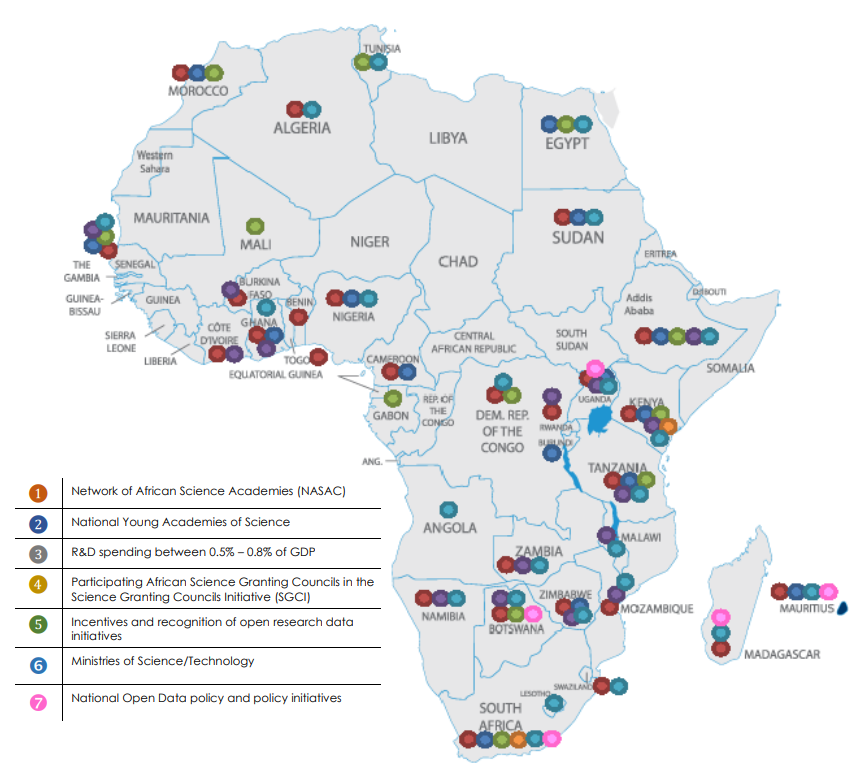 TUNISIA
MOROCCO
ALGERIA
LIBYA
EGYPT
Western
Sahara
MAURITANIA
MALI
NIGER
CHAD
SUDAN
ERITREA
DJIBOUTI
THE
GAMBIA
SENEGAL
GUINEA-
BISSAU
GUINEA
SIERRA
LEONE
LIBERIA
CÔTE
D'IVOIRE
BURKINA
FASO
GHANA
BENIN
TOGO
NIGERIA
EQUATORIAL GUINEA
CAMEROON
CENTRAL
AFRICAN REPUBLIC
SOUTH
SUDAN
Addis
Ababa
SOMALIA
GABON
REP. OF
THE
CONGO
DEM. REP.
OF THE
CONGO
UGANDA
KENYA
RWANDA
BURUNDI
ANG.
TANZANIA
ANGOLA
ZAMBIA
MALAWI
MOZAMBIQUE
ZIMBABWE
NAMIBIA
BOTSWANA
MAURITIUS
MADAGASCAR
SWAZILAND
LESOTHO
SOUTH
AFRICA
1 Network of African Science Academies (NASAC)
2 National Young Academies of Science
3 R&D spending between 0.5% – 0.8% of GDP
4 Participating African Science Granting Councils in the
Science Granting Councils Initiative (SGCI)
5 Incentives and recognition of open research data
initiatives
6 Ministries of Science/Technology
7 National Open Data policy and policy initiatives